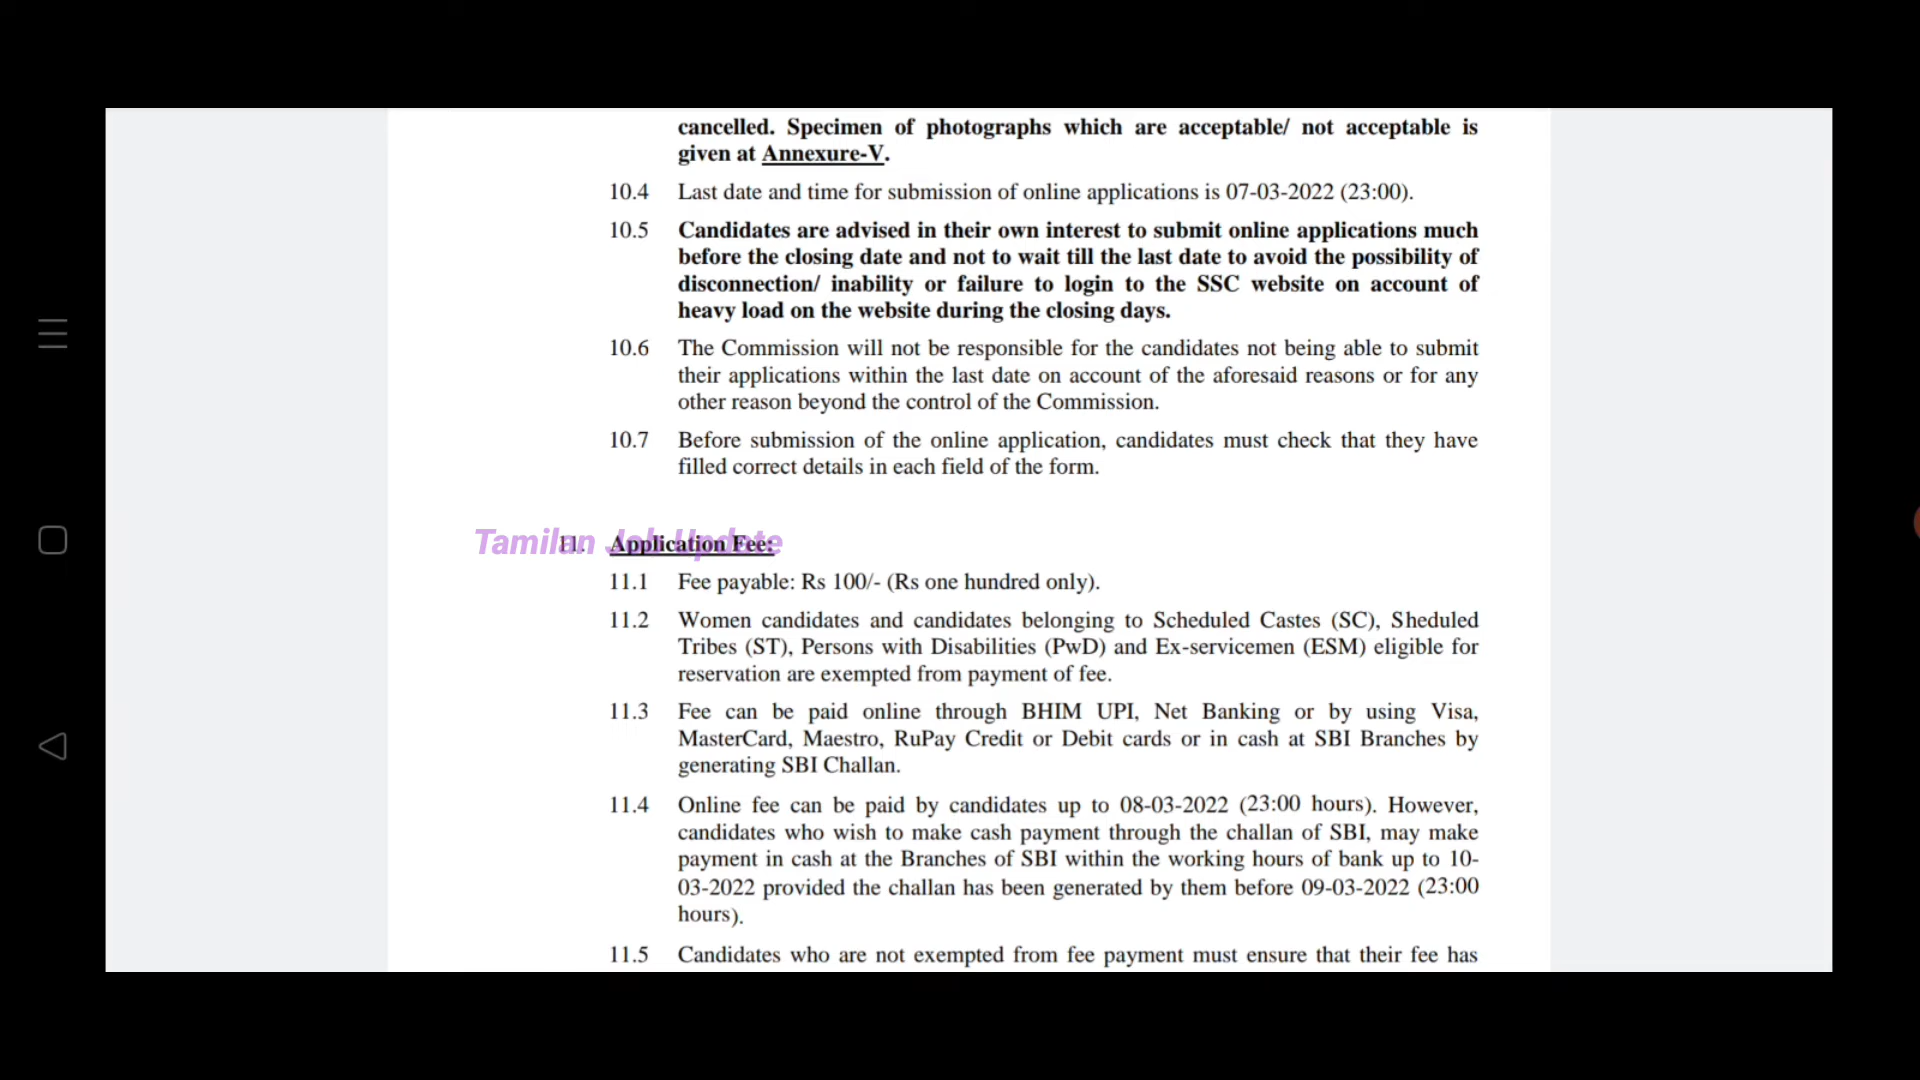 cancelled. Specimen of photographs which are acceptable/ not acceptable is
given at Annexure-V.
10.4 Last date and time for submission of online applications is 07-03-2022 (23:00).
10.5 Candidates are advised in their own interest to submit online applications much
before the closing date and not to wait till the last date to avoid the possibility of
disconnection/ inability or failure to login to the SSC website on account of
heavy load on the website during the closing days.
10.6 The Commission will not be responsible for the candidates not being able to submit
their applications within the last date on account of the aforesaid reasons or for any
other reason beyond the control of the Commission.
10.7 Before submission of the online application, candidates must check that they have
filled correct details in each field of the form.
Tamilan Job Update
11. Application Fee:
11.1 Fee payable: Rs 100/- (Rs one hundred only).
11.2 Women candidates and candidates belonging to Scheduled Castes (SC), Sheduled
Tribes (ST), Persons with Disabilities (PwD) and Ex-servicemen (ESM) eligible for
reservation are exempted from payment of fee.
11.3 Fee can be paid online through BHIM UPI, Net Banking or by using Visa,
MasterCard, Maestro, RuPay Credit or Debit cards or in cash at SBI Branches by
generating SBI Challan.
11.4 Online fee can be paid by candidates up to 08-03-2022 (23:00 hours). However,
candidates who wish to make cash payment through the challan of SBI, may make
payment in cash at the Branches of SBI within the working hours of bank up to 10-
03-2022 provided the challan has been generated by them before 09-03-2022 (23:00
hours).
11.5 Candidates who are not exempted from fee payment must ensure that their fee has